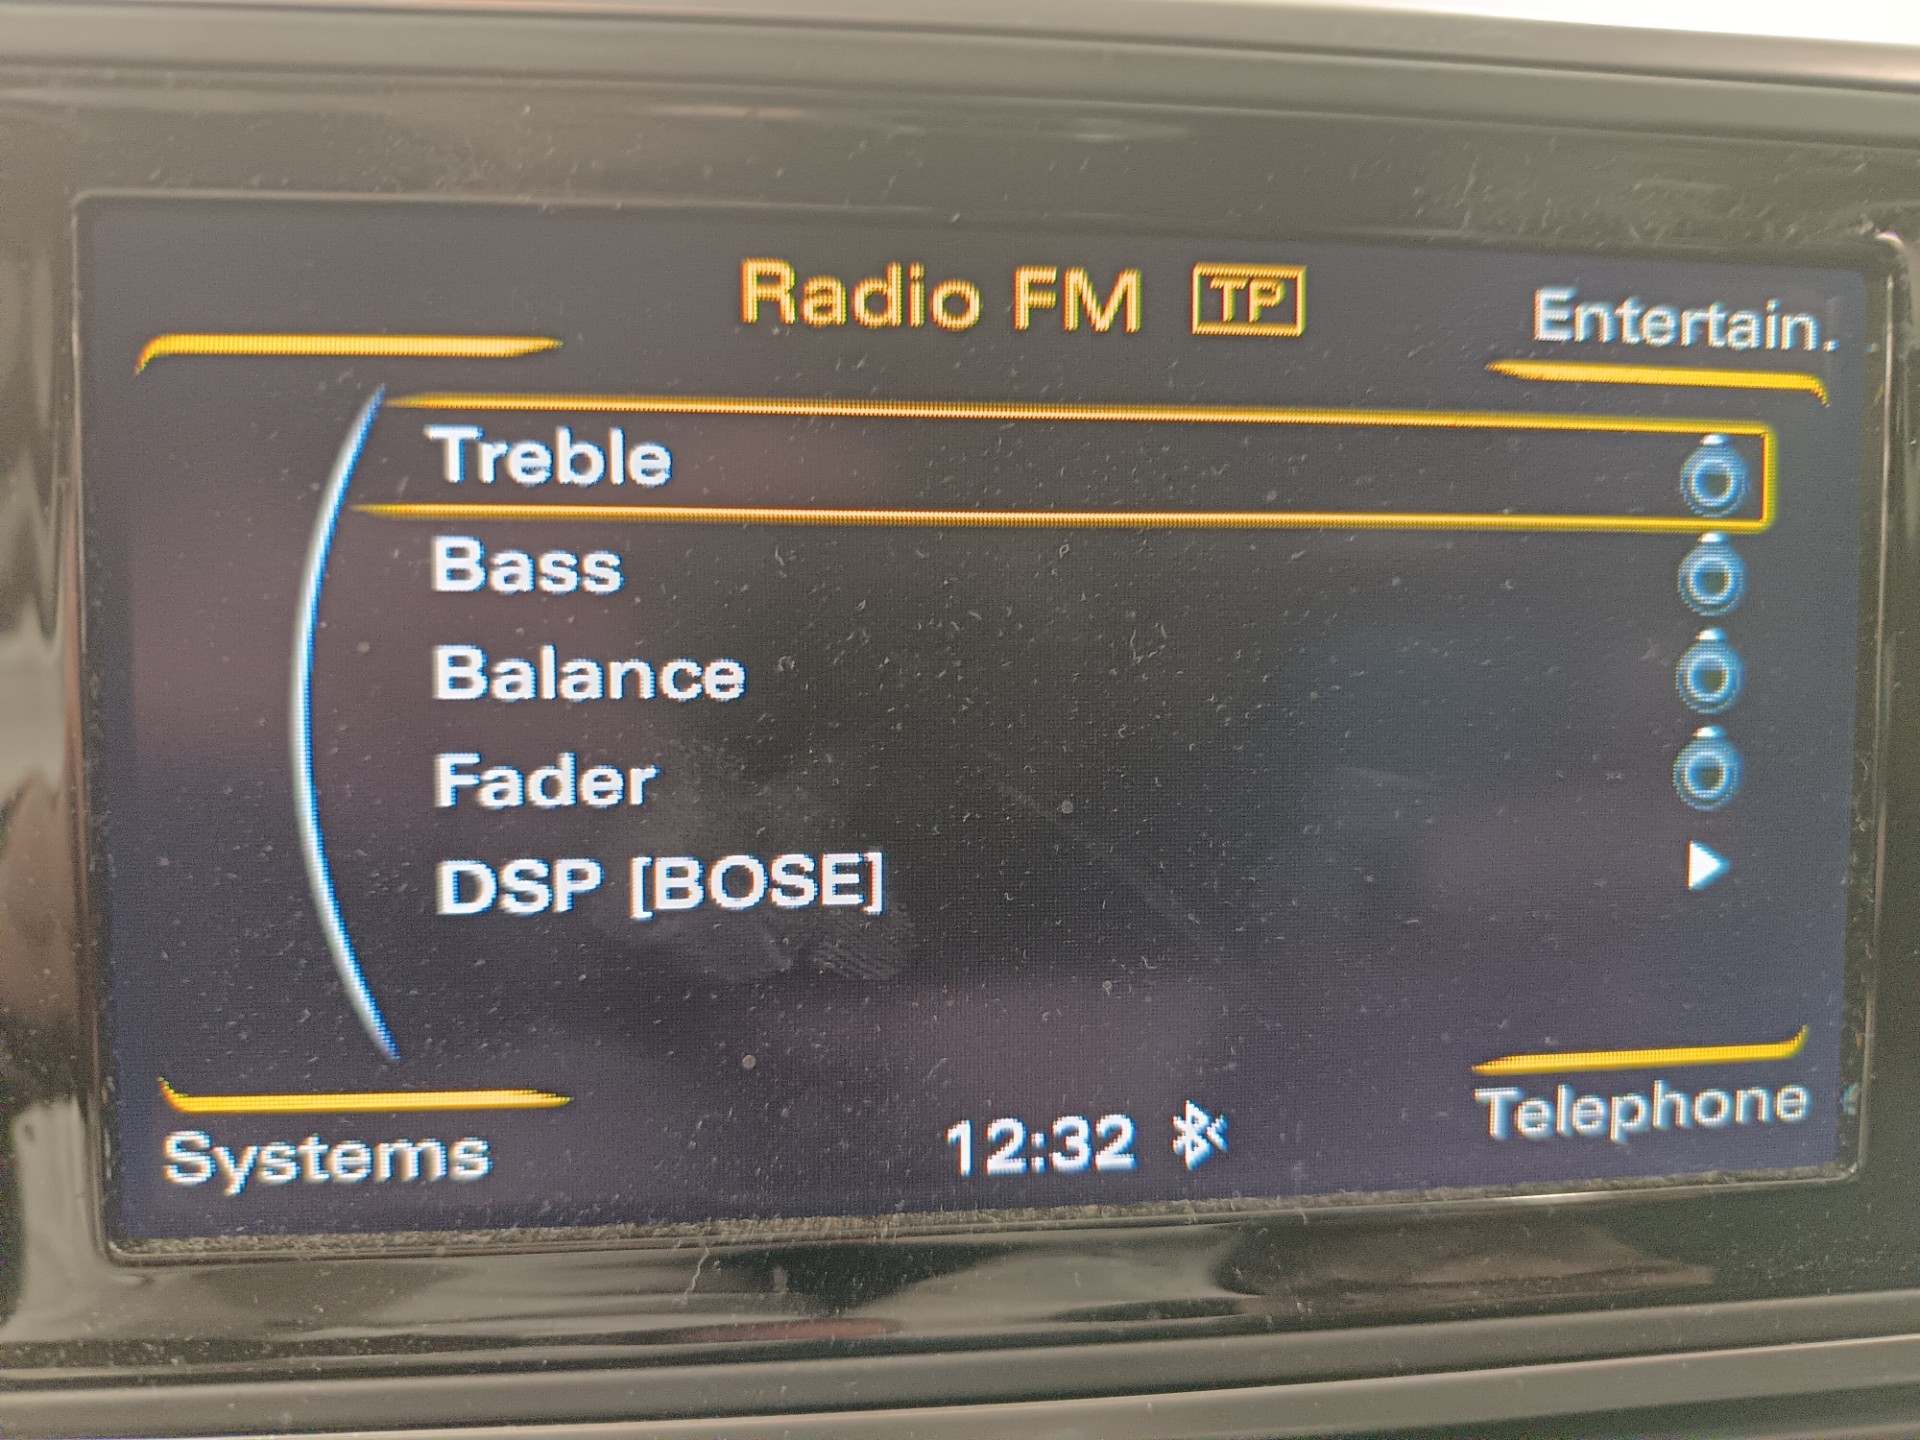 Radio FM TP
Entertain.
Treble
Bass
Balance
Fader
DSP [BOSE]
Systems
12:32
Telephone